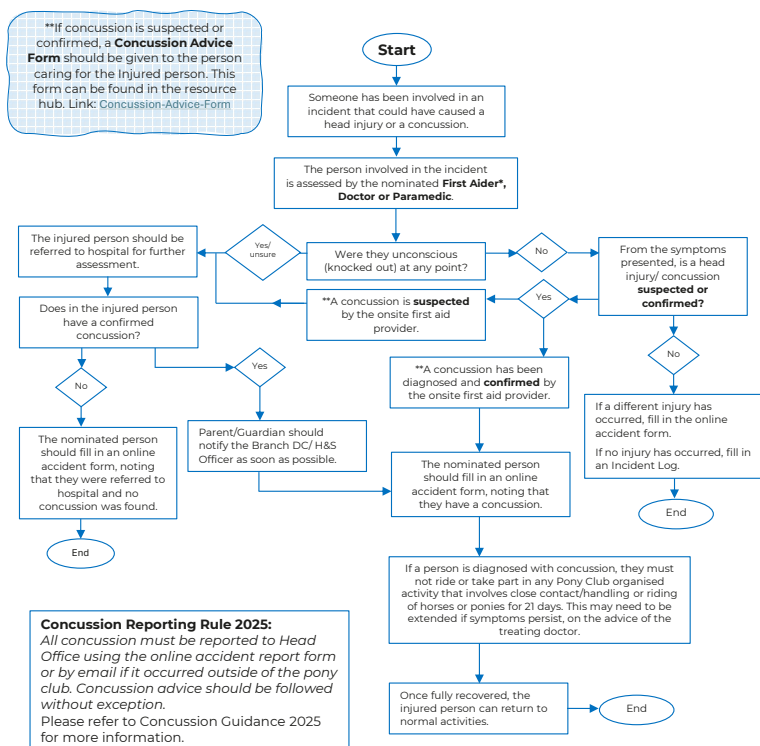 **If concussion is suspected or
confirmed, a Concussion Advice
Form should be given to the person
caring for the Injured person. This
form can be found in the resource
hub. Link: Concussion-Advice-Form
Start
Someone has been involved in an
incident that could have caused a
head injury or a concussion.
The person involved in the incident
is assessed by the nominated First Aider*,
Doctor or Paramedic.
Were they unconscious
(knocked out) at any point?
Yes/
unsure
The injured person should be
referred to hospital for further
assessment.
No
From the symptoms
presented, is a head
injury/ concussion
suspected or
confirmed?
Yes
**A concussion is suspected
by the onsite first aid
provider.
Does in the injured person
have a confirmed
concussion?
No
Yes
**A concussion has been
diagnosed and confirmed by
the onsite first aid provider.
No
If a different injury has
occurred, fill in the online
accident form.
If no injury has occurred, fill in
an Incident Log.
End
The nominated person
should fill in an online
accident form, noting
that they were referred to
hospital and no
concussion was found.
End
Parent/Guardian should
notify the Branch DC/ H&S
Officer as soon as possible.
The nominated person
should fill in an online
accident form, noting that
they have a concussion.
If a person is diagnosed with concussion, they must
not ride or take part in any Pony Club organised
activity that involves close contact/handling or riding
of horses or ponies for 21 days. This may need to be
extended if symptoms persist, on the advice of the
treating doctor.
Once fully recovered, the
injured person can return to
normal activities.
End
Concussion Reporting Rule 2025:
All concussion must be reported to Head
Office using the online accident report form
or by email if it occurred outside of the pony
club. Concussion advice should be followed
without exception.
Please refer to Concussion Guidance 2025
for more information.